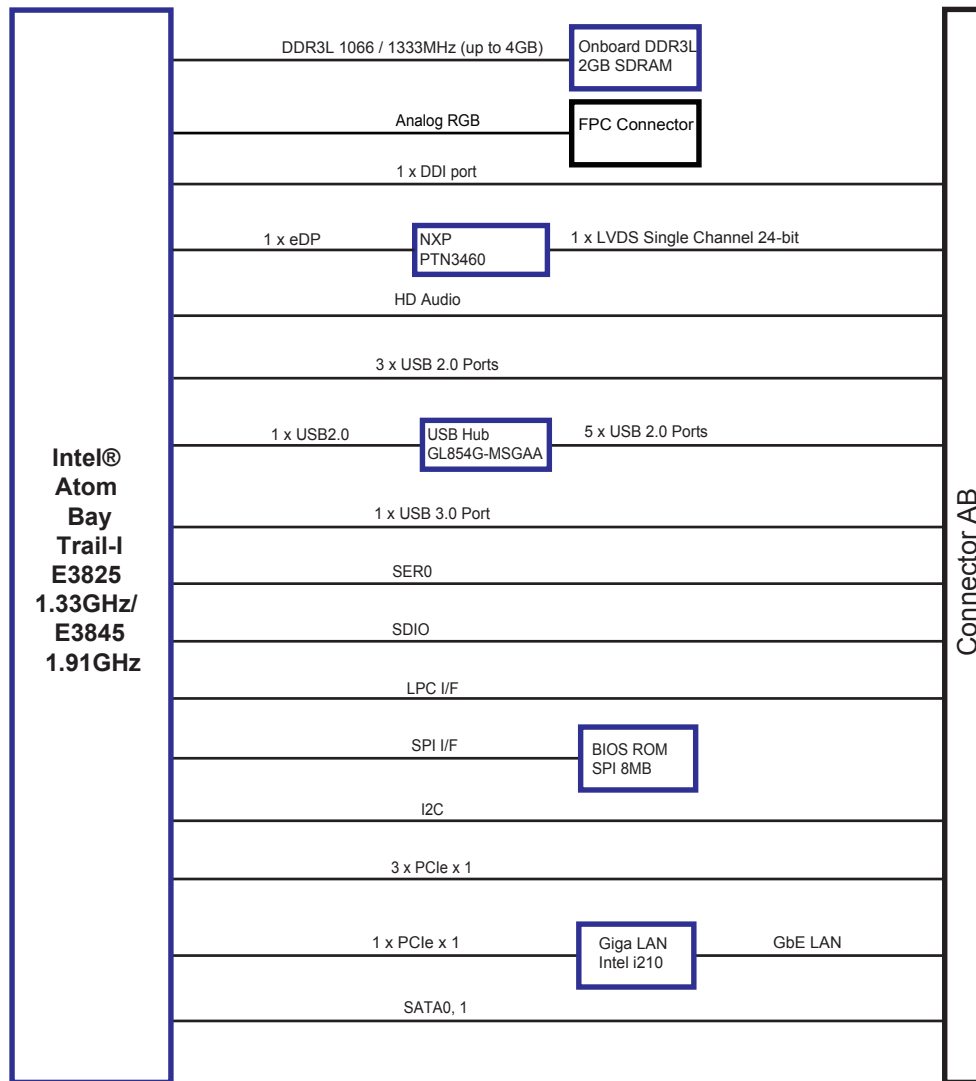 DDR3L 1066 / 1333MHz (up to 4GB)
Onboard DDR3L
2GB SDRAM
Analog RGB
FPC Connector
1 x DDI port
1 x eDP
NXP
PTN3460
1 x LVDS Single Channel 24-bit
HD Audio
3 x USB 2.0 Ports
1 x USB2.0
USB Hub
GL854G-MSGAA
5 x USB 2.0 Ports
Intel®
Atom
Bay
Trail-I
E3825
1.33GHz/
E3845
1.91GHz
1 x USB 3.0 Port
SER0
SDIO
LPC I/F
SPI I/F
BIOS ROM
SPI 8MB
I2C
3 x PCIe x 1
1 x PCIe x 1
Giga LAN
Intel i210
GbE LAN
SATA0, 1
Connector AB